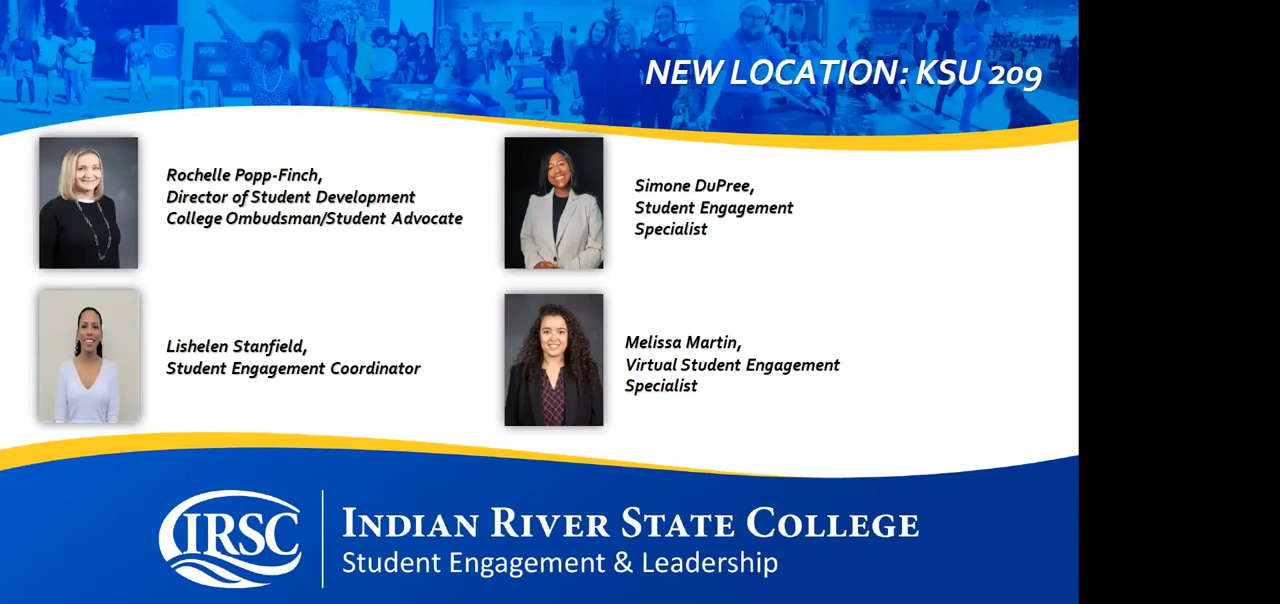 NEW LOCATION: KSU 209
Rochelle Popp-Finch,
Director of Student Development
College Ombudsman/Student Advocate
Simone DuPree,
Student Engagement
Specialist
Lishelen Stanfield,
Student Engagement Coordinator
Melissa Martin,
Virtual Student Engagement
Specialist
IRSC
INDIAN RIVER STATE COLLEGE
Student Engagement & Leadership